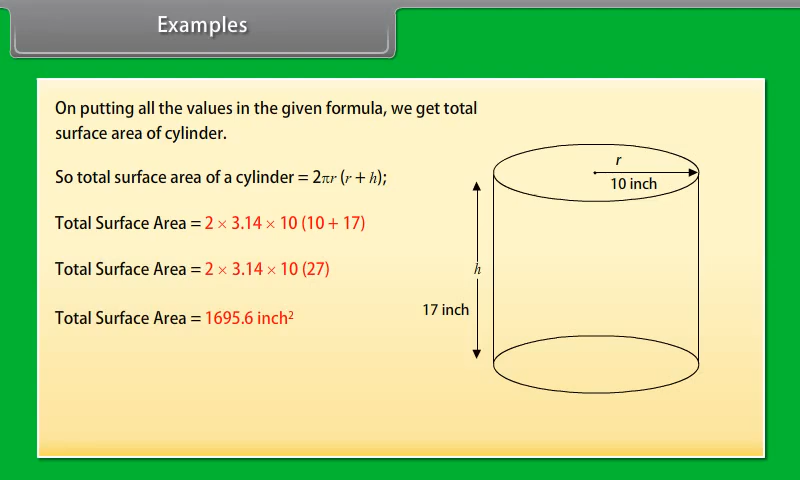 Examples
On putting all the values in the given formula, we get total
surface area of cylinder.
So total surface area of a cylinder = 2πr (r + h);
Total Surface Area = 2 × 3.14 × 10 (10 + 17)
Total Surface Area = 2 × 3.14 × 10 (27)
Total Surface Area = 1695.6 inch²
r
10 inch
h
17 inch